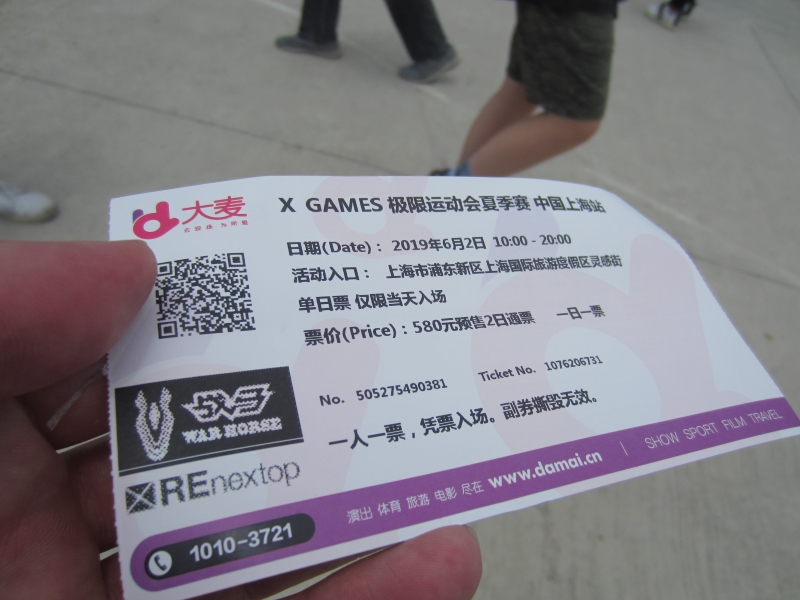 大麦
X GAMES 极限运动会夏季赛 中国上海站
日期(Date)： 2019年6月2日 10:00 - 20:00
活动入口： 上海市浦东新区上海国际旅游度假区灵感街
单日票 仅限当天入场
票价(Price)：580元预售2日通票 一日一票
No. 505275490381 Ticket No. 1076206731
一人一票，凭票入场。副券撕毁无效。
5X3
WAR HORSE
REnextop
演出 体育 旅游 电影 尽在 www.damai.cn | SHOW SPORT FILM TRAVEL
1010-3721